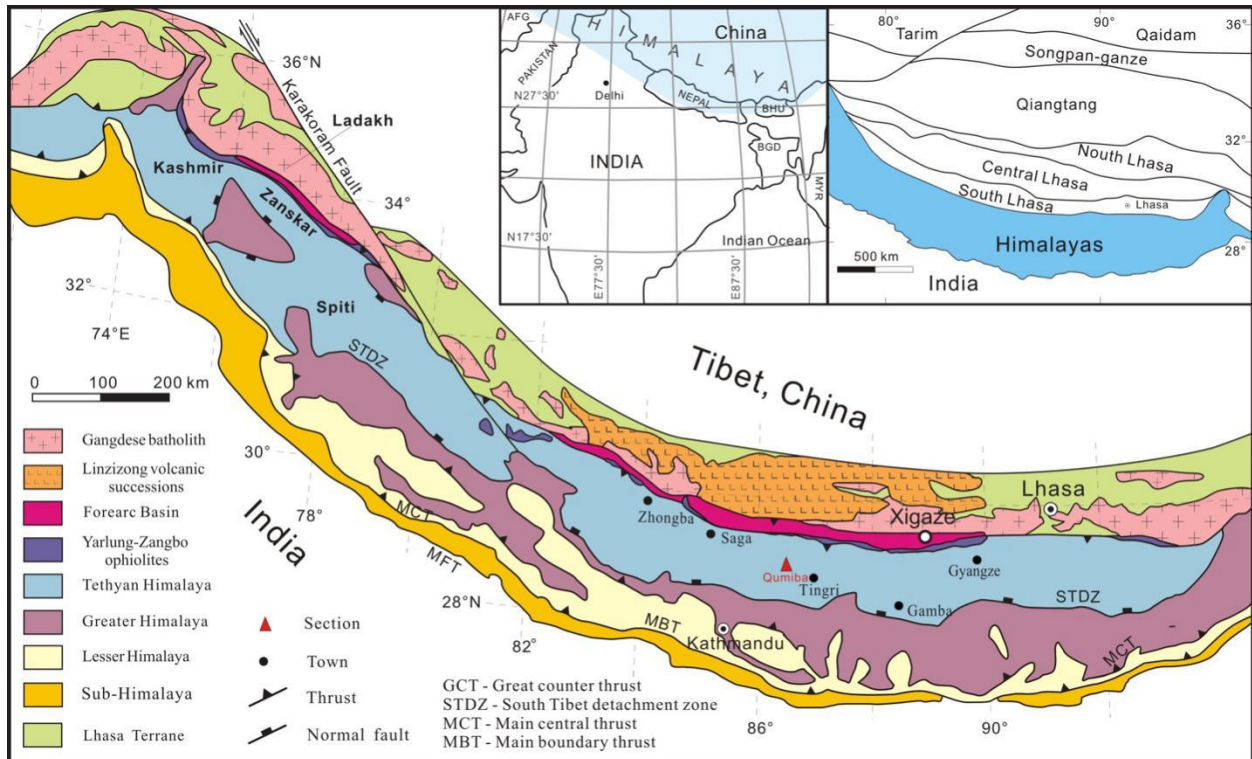 36°N
Karakoram Fault
Ladakh
Kashmir
Zanskar
34°
32°
Spiti
74°E
STDZ
0 100 200 km
30°
India
78°
MCT
MFT
28°N
MBT
82°
Kathmandu
86°
90°
MCT
STDZ
Tibet, China
Lhasa
Xigaze
Zhongba
Saga
Qumiba
Tingri
Gyangze
Gamba
Gangdese batholith
Linzizong volcanic
successions
Forearc Basin
Yarlung-Zangbo
ophiolites
Tethyan Himalaya
Greater Himalaya
Lesser Himalaya
Sub-Himalaya
Lhasa Terrane
Section
Town
Thrust
Normal fault
GCT - Great counter thrust
STDZ - South Tibet detachment zone
MCT - Main central thrust
MBT - Main boundary thrust
AFG
HIMALAYA
China
PAKISTAN
N27°30'
Delhi
NEPAL
BHU
INDIA
BGD
MYR
N17°30'
Indian Ocean
E77°30'
E87°30'
80° 90° 36°
Tarim
Qaidam
Songpan-ganze
Qiangtang
32°
Nouth Lhasa
Central Lhasa
South Lhasa
Lhasa
Himalayas
28°
500 km
India